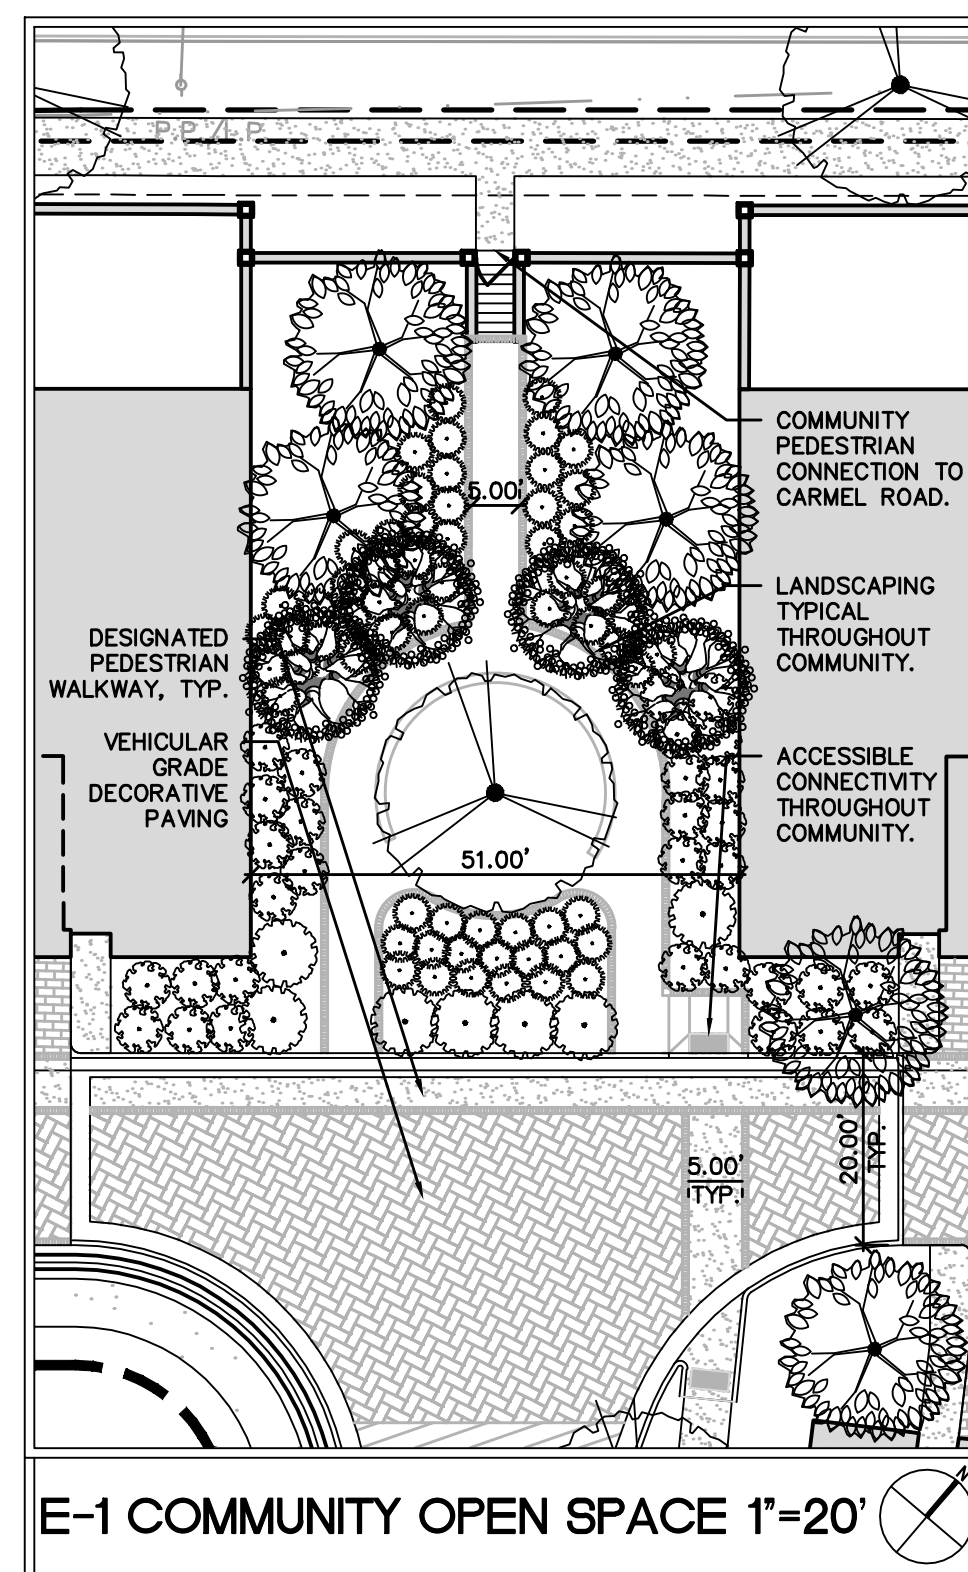 PP/LP
COMMUNITY
PEDESTRIAN
CONNECTION TO
CARMEL ROAD.
5.00'
LANDSCAPING
TYPICAL
THROUGHOUT
COMMUNITY.
DESIGNATED
PEDESTRIAN
WALKWAY, TYP.
VEHICULAR
GRADE
DECORATIVE
PAVING
ACCESSIBLE
CONNECTIVITY
THROUGHOUT
COMMUNITY.
51.00'
20.00'
TYP.
5.00'
TYP.
E-1 COMMUNITY OPEN SPACE 1"=20'
N